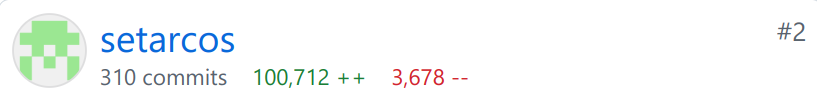 setarcos #2
310 commits 100,712 ++ 3,678 --